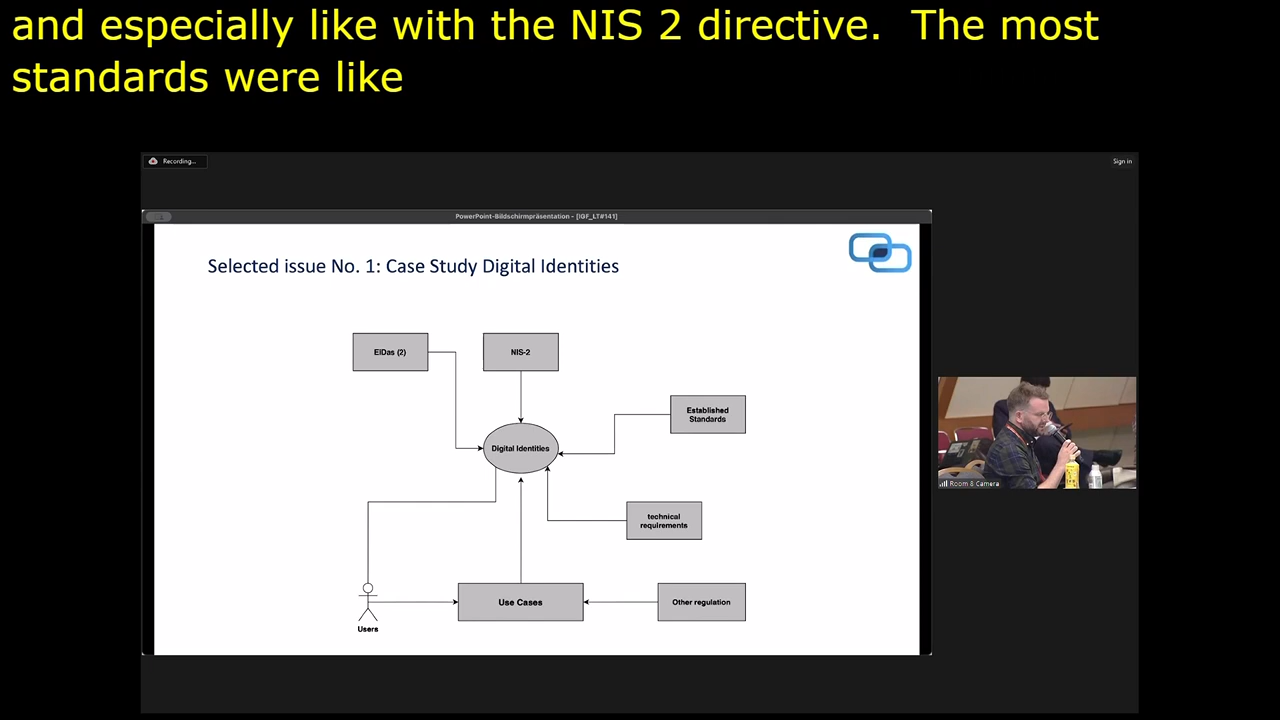 and especially like with the NIS 2 directive.  The most
standards were like
Recording...
Sign in
PowerPoint-Bildschirmpräsentation - [IGF_LT#141]
Selected issue No. 1: Case Study Digital Identities
EIDas (2)
NIS-2
Established
Standards
Digital Identities
technical
requirements
Use Cases
Other regulation
Users
Room 8 Camera